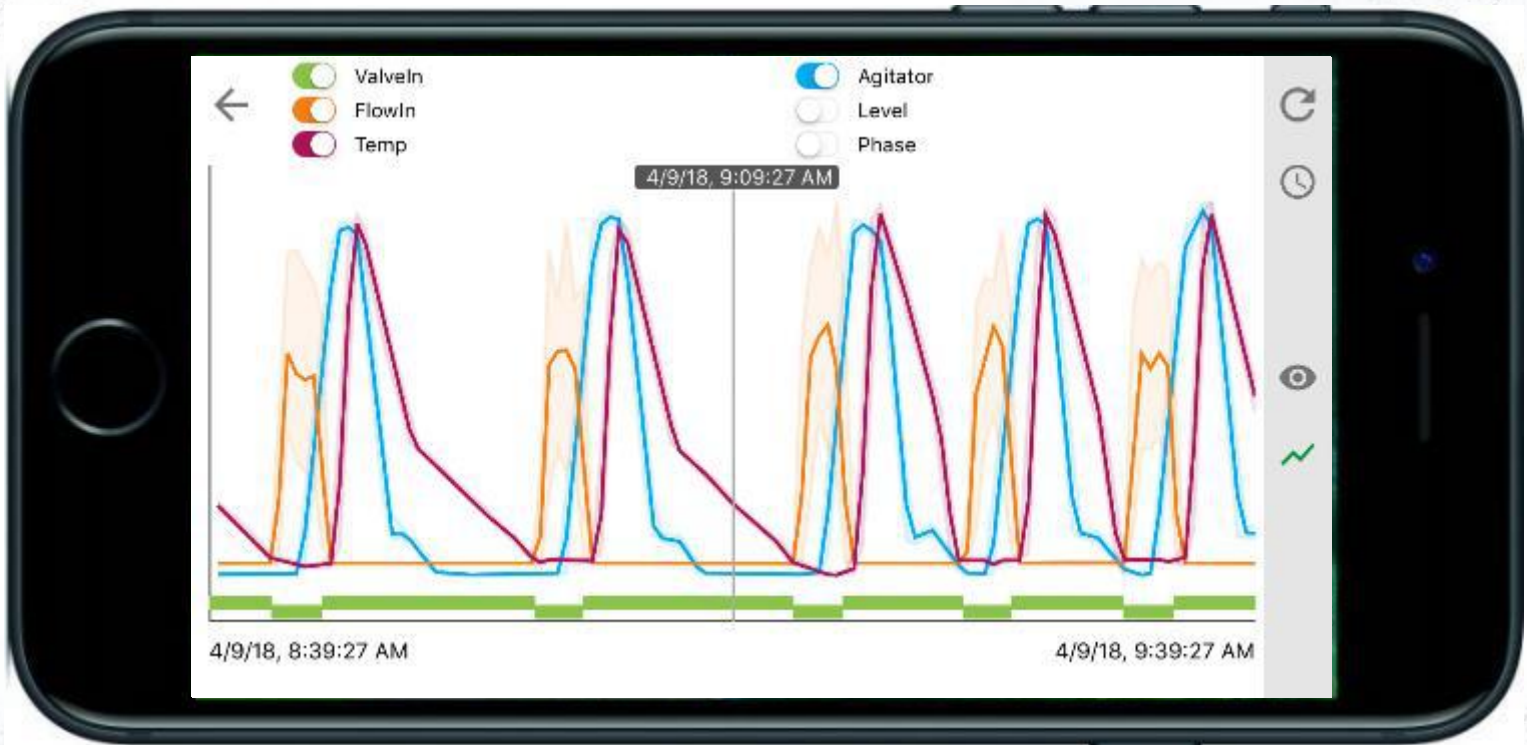 ValveIn
Agitator
FlowIn
Level
Temp
Phase
4/9/18, 9:09:27 AM
4/9/18, 8:39:27 AM
4/9/18, 9:39:27 AM